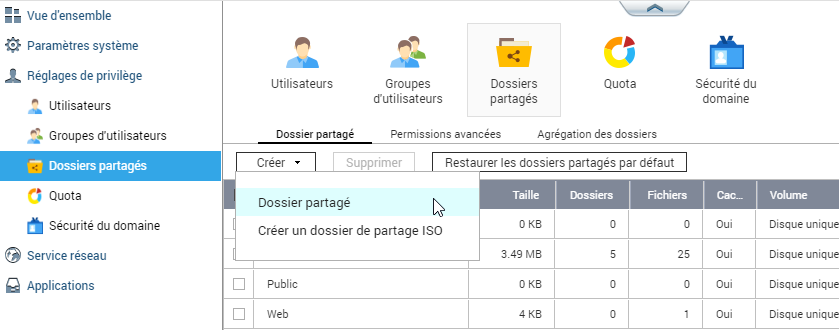 Vue d'ensemble
Paramètres système
Réglages de privilège
Utilisateurs
Groupes d'utilisateurs
Dossiers partagés
Quota
Sécurité du domaine
Service réseau
Applications
Utilisateurs
Groupes
d'utilisateurs
Dossiers
partagés
Quota
Sécurité du
domaine
Dossier partagé
Permissions avancées
Agrégation des dossiers
Créer
Supprimer
Restaurer les dossiers partagés par défaut
Dossier partagé
Créer un dossier de partage ISO
Taille Dossiers Fichiers Cac... Volume
0 KB 0 0 Oui Disque unique
3.49 MB 5 25 Oui Disque unique
Public 0 KB 0 0 Oui Disque unique
Web 4 KB 0 1 Oui Disque unique